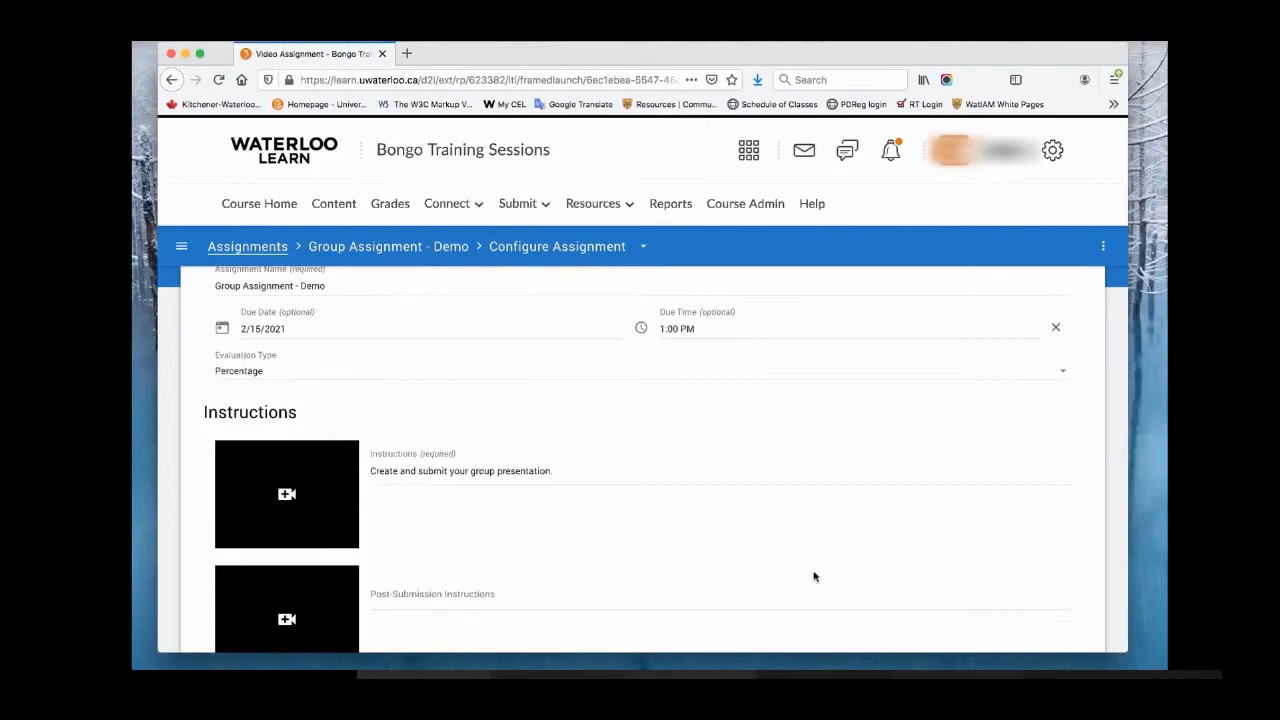 Video Assignment - Bongo Trai
https://learn.uwaterloo.ca/d2l/ext/rp/623382/lti/framedlaunch/6ec1ebea-5547-46
Search
Kitchener-Waterloo... Homepage - Univer... The W3C Markup V... My CEL Google Translate Resources | Commu... Schedule of Classes PDReg login RT Login WatIAM White Pages
WATERLOO
LEARN
Bongo Training Sessions
Course Home Content Grades Connect Submit Resources Reports Course Admin Help
Assignments > Group Assignment - Demo > Configure Assignment
Assignment Name (required)
Group Assignment - Demo
Due Date (optional) Due Time (optional)
2/15/2021 1:00 PM
Evaluation Type
Percentage
Instructions
Instructions (required)
Create and submit your group presentation.
Post-Submission Instructions